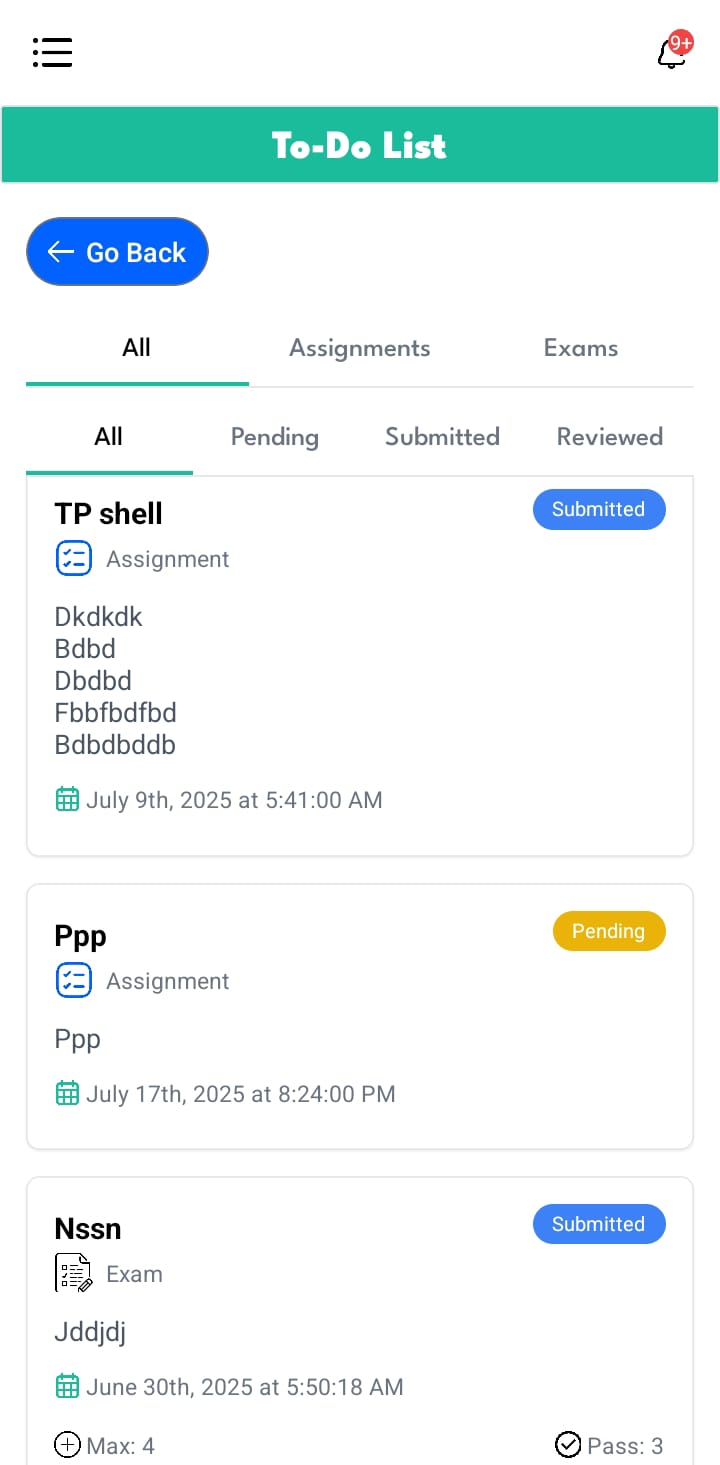 9+
To-Do List
Go Back
All Assignments Exams
All Pending Submitted Reviewed
TP shell Submitted
Assignment
Dkdkdk
Bdbd
Dbdbd
Fbbfbdfbd
Bdbdbddb
July 9th, 2025 at 5:41:00 AM
Ppp Pending
Assignment
Ppp
July 17th, 2025 at 8:24:00 PM
Nssn Submitted
Exam
Jddjdj
June 30th, 2025 at 5:50:18 AM
Max: 4 Pass: 3